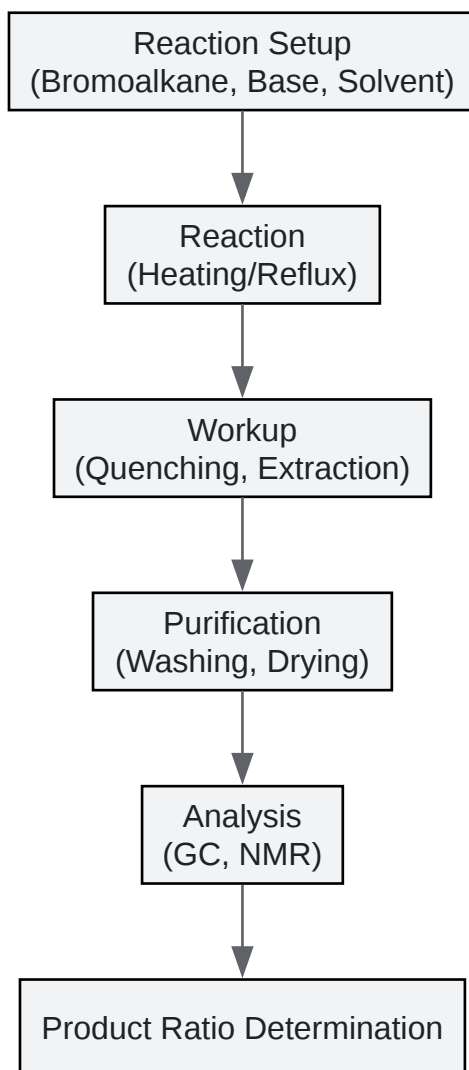 Reaction Setup
(Bromoalkane, Base, Solvent)
Reaction
(Heating/Reflux)
Workup
(Quenching, Extraction)
Purification
(Washing, Drying)
Analysis
(GC, NMR)
Product Ratio Determination